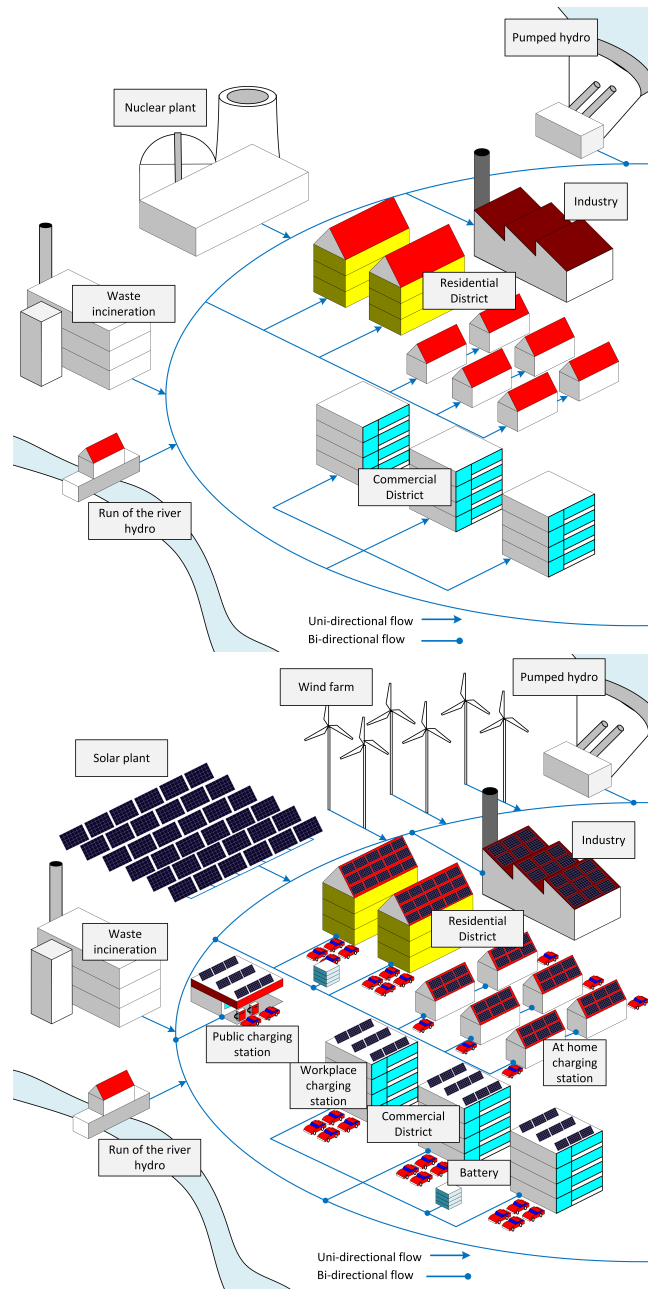 Pumped hydro
Nuclear plant
Industry
Residential
District
Waste
incineration
Commercial
District
Run of the river
hydro
Uni-directional flow
Bi-directional flow
Wind farm
Pumped hydro
Solar plant
Industry
Residential
District
Waste
incineration
Public charging
station
At home
charging
station
Workplace
charging
station
Commercial
District
Battery
Run of the river
hydro
Uni-directional flow
Bi-directional flow